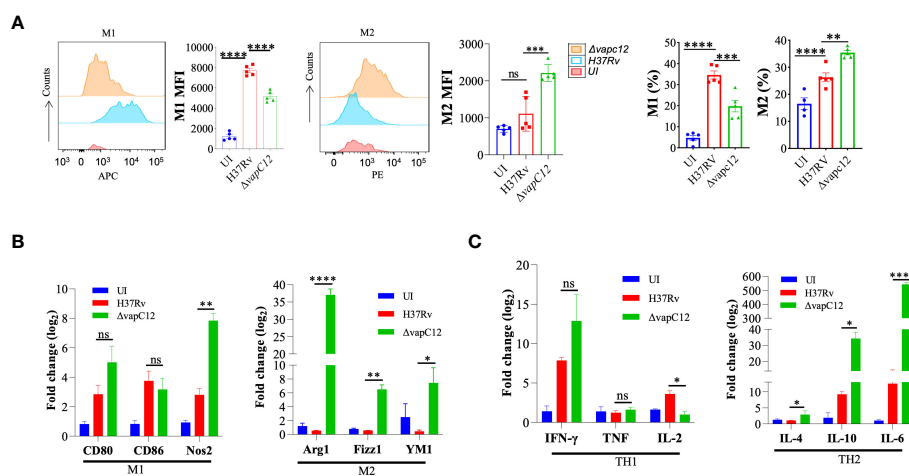 A
M1
Counts
10³ 0 10³ 10⁴ 10⁵
APC
M1 MFI
10000
8000
6000
4000
2000
0
**** ****
UI
H37Rv
ΔvapC12
M2
Counts
10³ 0 10³ 10⁴ 10⁵
PE
Δvapc12
H37Rv
UI
M2 MFI
3000
2000
1000
0
ns ***
UI
H37Rv
ΔvapC12
M1 (%)
50
40
30
20
10
0
**** ***
UI
H37RV
Δvapc12
M2 (%)
40
30
20
10
0
**** **
UI
H37RV
Δvapc12
B
Fold change (log₂)
10
8
6
4
2
0
UI
H37Rv
ΔvapC12
ns ns **
CD80 CD86 Nos2
M1
Fold change (log₂)
40
35
30
25
20
8
6
4
2
0
UI
H37Rv
ΔvapC12
**** ** *
Arg1 Fizz1 YM1
M2
C
Fold change (log₂)
20
15
10
5
0
UI
H37Rv
ΔvapC12
ns ns *
IFN-γ TNF IL-2
TH1
Fold change (log₂)
600
500
400
300
200
100
50
40
30
20
10
5
0
* * ***
IL-4 IL-10 IL-6
TH2